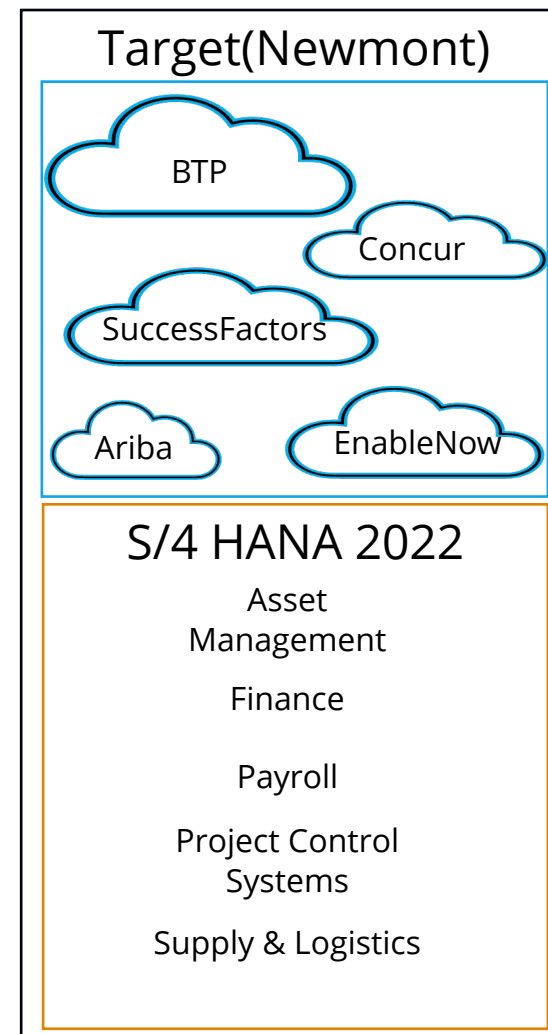 Target(Newmont)
BTP
Concur
SuccessFactors
Ariba
EnableNow
S/4 HANA 2022
Asset
Management
Finance
Payroll
Project Control
Systems
Supply & Logistics